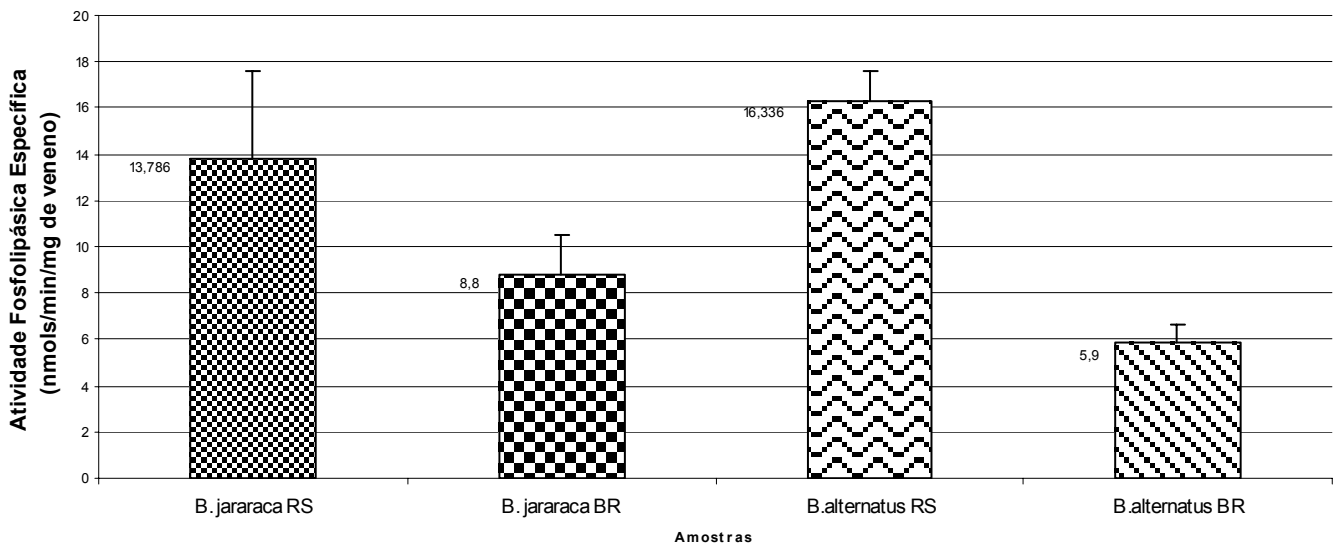 Atividade Fosfolipásica Específica
(nmols/min/mg de veneno)
20
18
16
14
12
10
8
6
4
2
0
13,786
8,8
16,336
5,9
B. jararaca RS
B. jararaca BR
B.alternatus RS
B.alternatus BR
Amostras